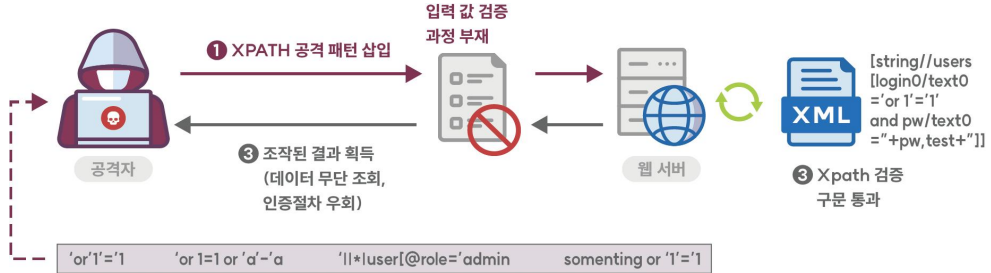 입력 값 검증
과정 부재
❶ XPATH 공격 패턴 삽입
[string//users
[login0/text0
='or 1'='1'
and pw/text0
="+pw,test+"]]
XML
❸ 조작된 결과 획득
(데이터 무단 조회,
인증절차 우회)
공격자
웹 서버
❸ Xpath 검증
구문 통과
'or'1'='1 'or 1=1 or 'a'-'a '||*|user[@role='admin somenting or '1'='1